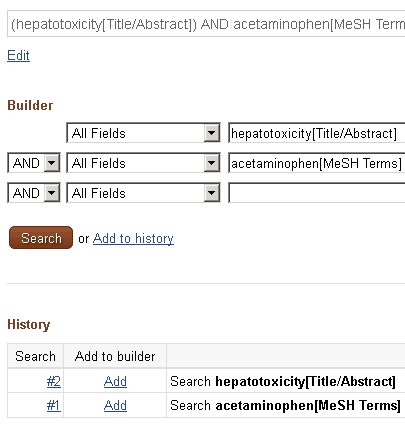 (hepatotoxicity[Title/Abstract]) AND acetaminophen[MeSH Term
Edit
Builder
All Fields hepatotoxicity[Title/Abstract]
AND All Fields acetaminophen[MeSH Terms]
AND All Fields
Search or Add to history
History
Search Add to builder
#2 Add Search hepatotoxicity[Title/Abstract]
#1 Add Search acetaminophen[MeSH Terms]